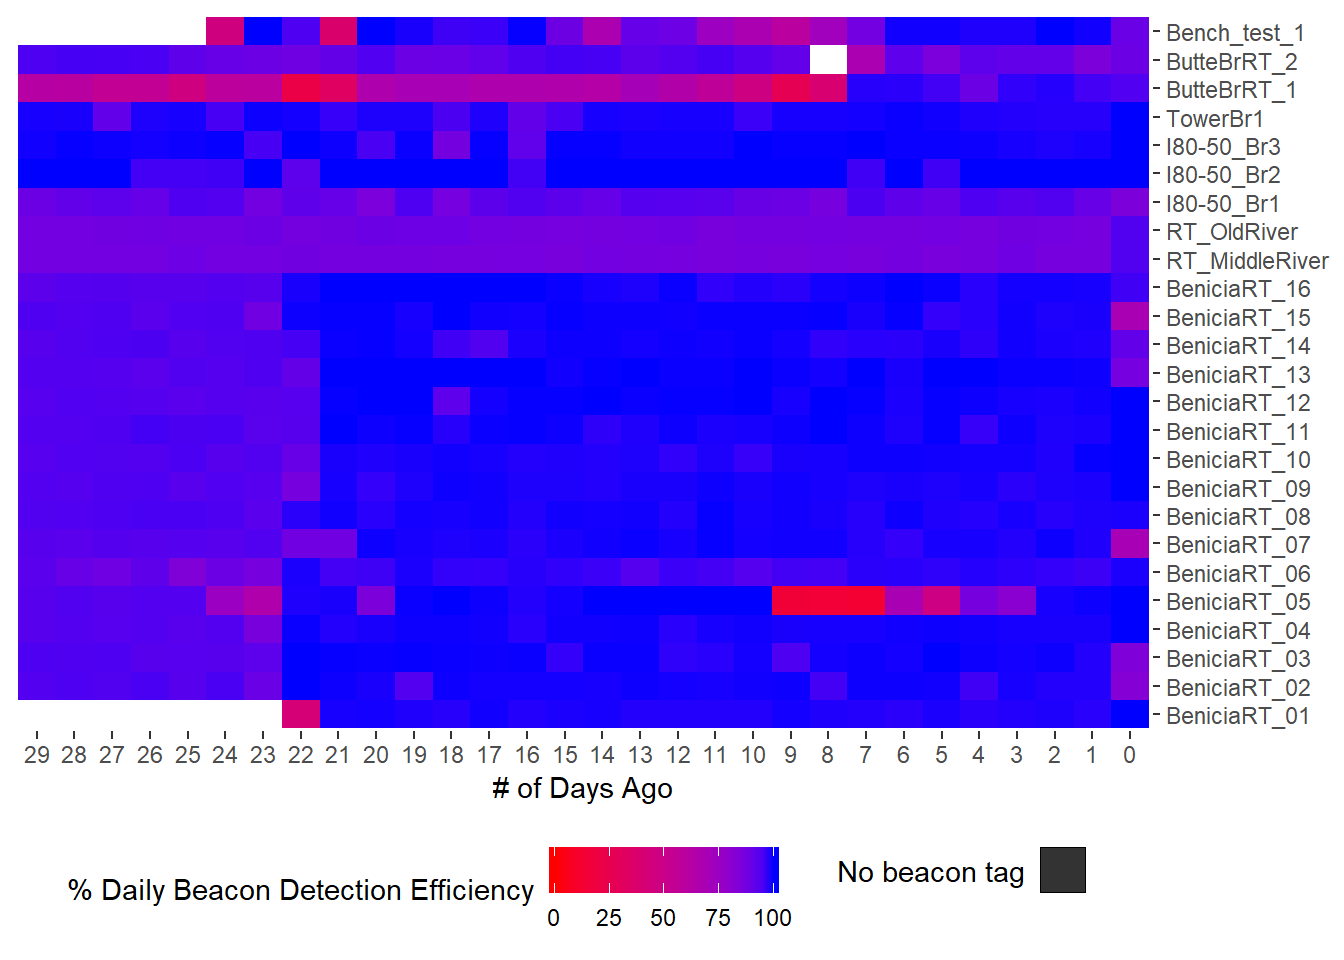 Bench_test_1
ButteBrRT_2
ButteBrRT_1
TowerBr1
I80-50_Br3
I80-50_Br2
I80-50_Br1
RT_OldRiver
RT_MiddleRiver
BeniciaRT_16
BeniciaRT_15
BeniciaRT_14
BeniciaRT_13
BeniciaRT_12
BeniciaRT_11
BeniciaRT_10
BeniciaRT_09
BeniciaRT_08
BeniciaRT_07
BeniciaRT_06
BeniciaRT_05
BeniciaRT_04
BeniciaRT_03
BeniciaRT_02
BeniciaRT_01
29 28 27 26 25 24 23 22 21 20 19 18 17 16 15 14 13 12 11 10 9 8 7 6 5 4 3 2 1 0
# of Days Ago
% Daily Beacon Detection Efficiency
0 25 50 75 100
No beacon tag